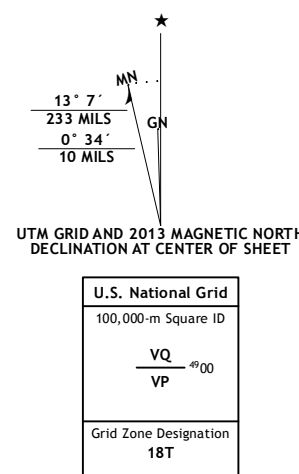 ★
MN
GN
13° 7´
233 MILS
0° 34´
10 MILS
UTM GRID AND 2013 MAGNETIC NORTH
DECLINATION AT CENTER OF SHEET
U.S. National Grid
100,000-m Square ID
VQ
4900
VP
Grid Zone Designation
18T